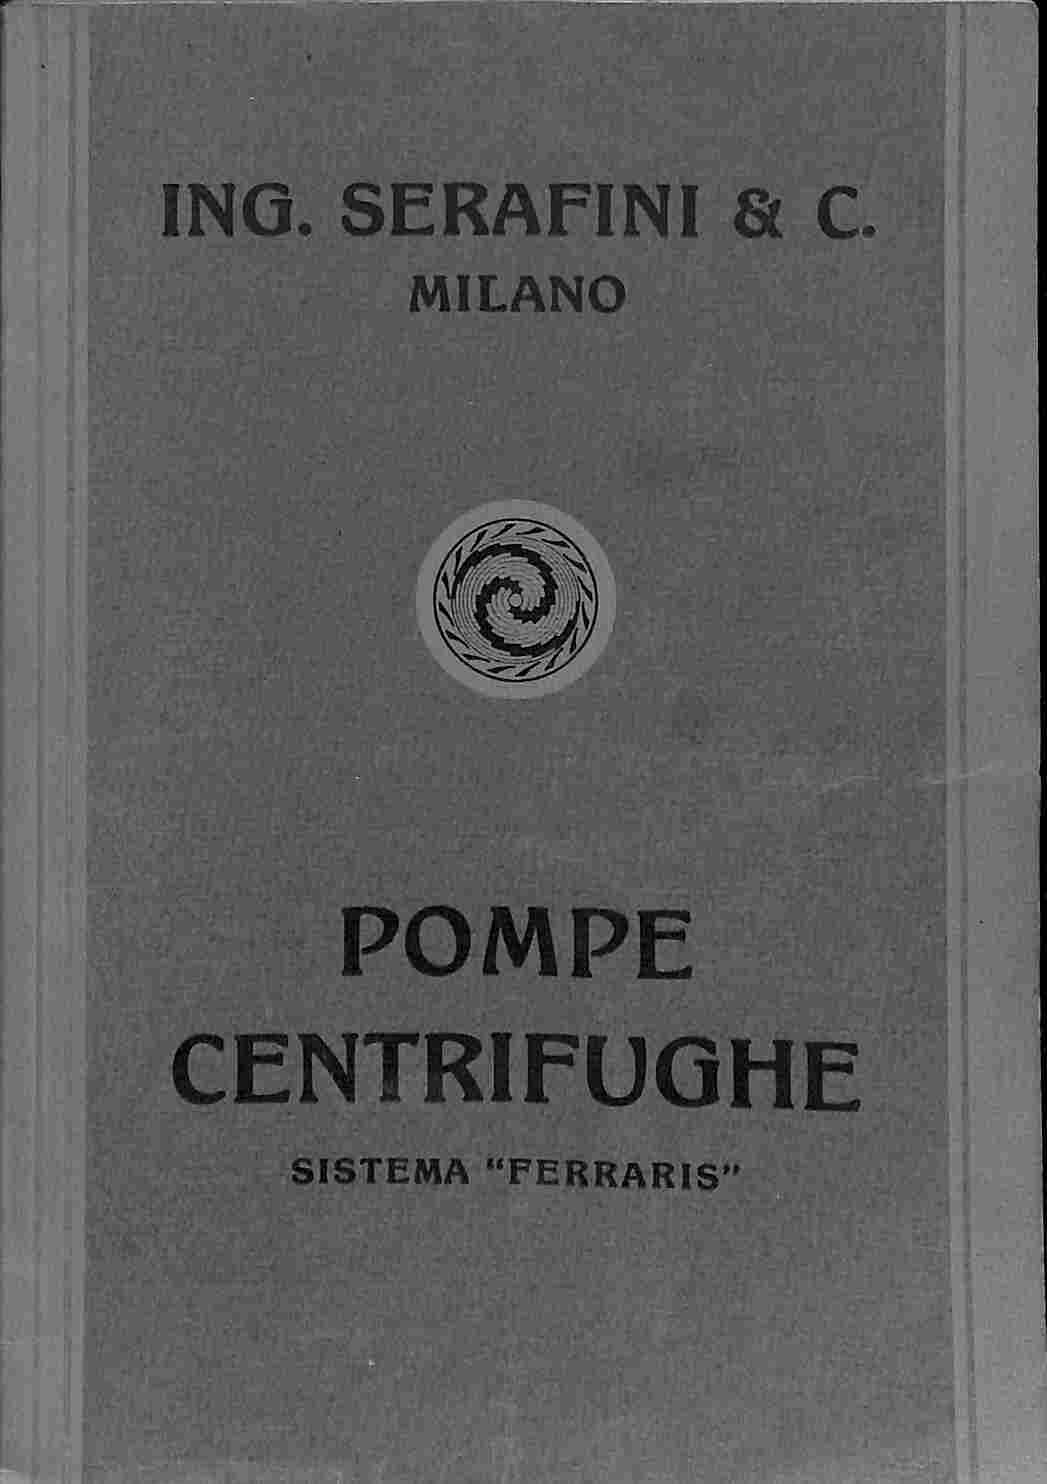 ING. SERAFINI & C.
MILANO
POMPE
CENTRIFUGHE
SISTEMA "FERRARIS"